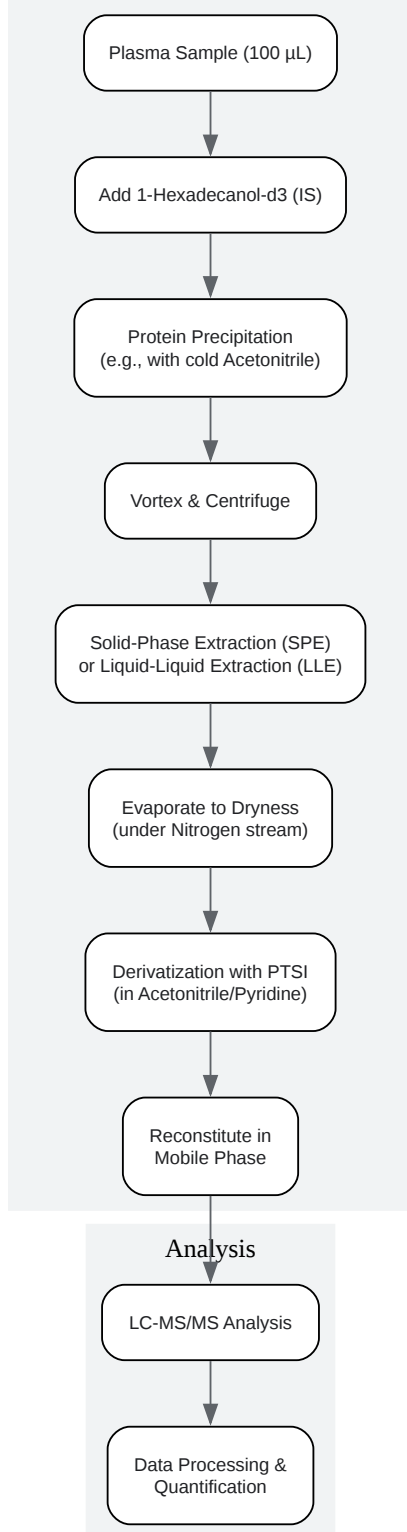 Plasma Sample (100 µL)
Add 1-Hexadecanol-d3 (IS)
Protein Precipitation
(e.g., with cold Acetonitrile)
Vortex & Centrifuge
Solid-Phase Extraction (SPE)
or Liquid-Liquid Extraction (LLE)
Evaporate to Dryness
(under Nitrogen stream)
Derivatization with PTSI
(in Acetonitrile/Pyridine)
Reconstitute in
Mobile Phase
Analysis
LC-MS/MS Analysis
Data Processing &
Quantification